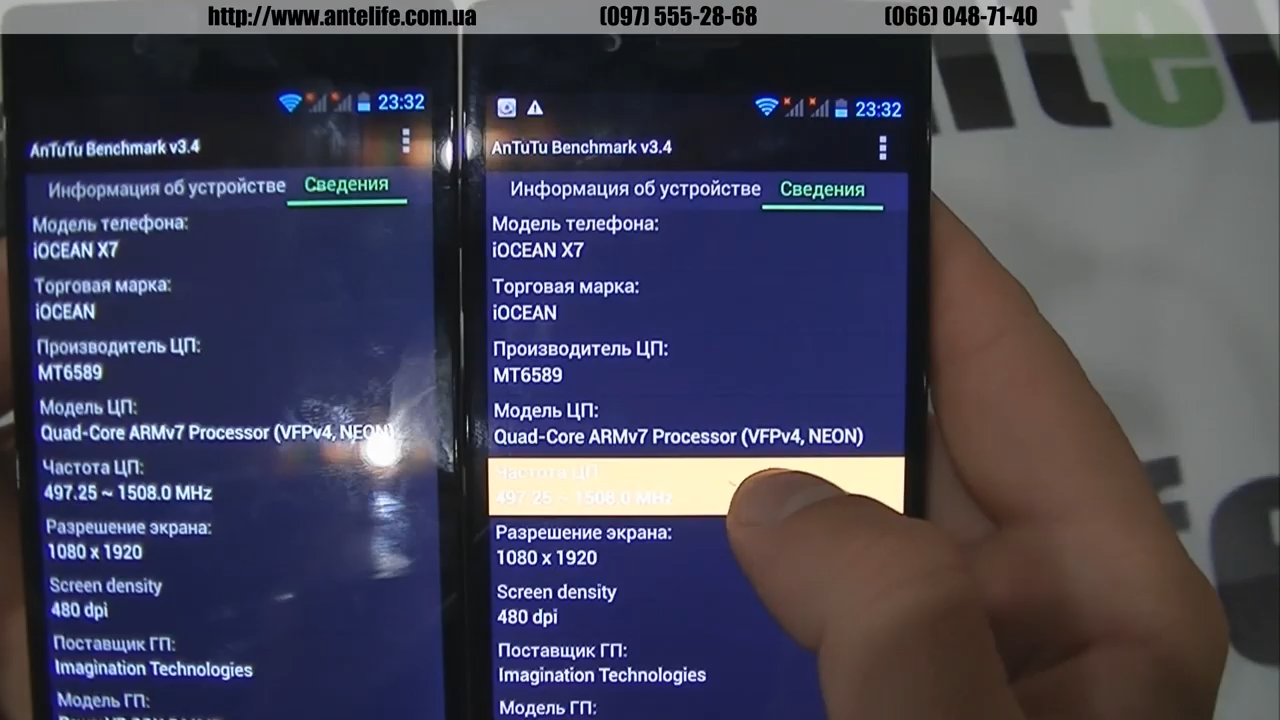 http://www.antelife.com.ua (097) 555-28-68 (066) 048-71-40
23:32
AnTuTu Benchmark v3.4
Информация об устройстве Сведения
Модель телефона:
iOCEAN X7
Торговая марка:
iOCEAN
Производитель ЦП:
MT6589
Модель ЦП:
Quad-Core ARMv7 Processor (VFPv4, NEON)
Частота ЦП:
497.25 ~ 1508.0 MHz
Разрешение экрана:
1080 x 1920
Screen density
480 dpi
Поставщик ГП:
Imagination Technologies
Модель ГП:
23:32
AnTuTu Benchmark v3.4
Информация об устройстве Сведения
Модель телефона:
iOCEAN X7
Торговая марка:
iOCEAN
Производитель ЦП:
MT6589
Модель ЦП:
Quad-Core ARMv7 Processor (VFPv4, NEON)
Частота ЦП
497.25 ~ 1508.0 MHz
Разрешение экрана:
1080 x 1920
Screen density
480 dpi
Поставщик ГП:
Imagination Technologies
Модель ГП: